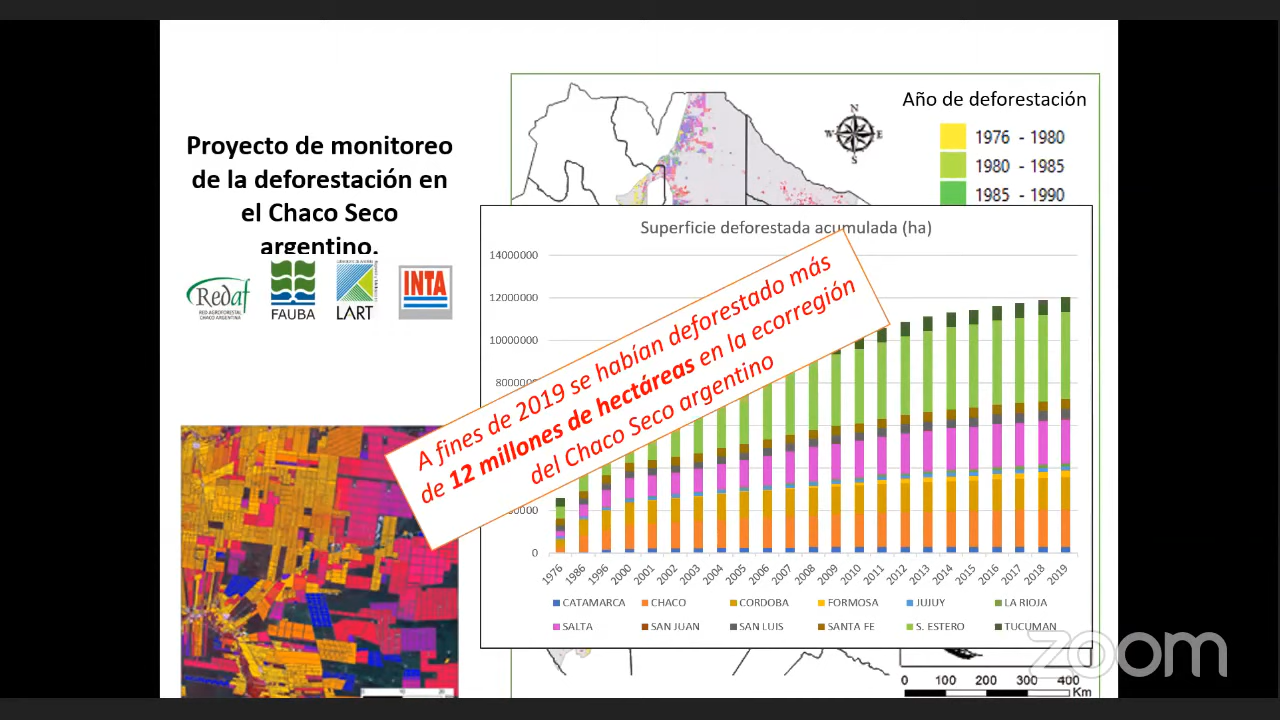 Proyecto de monitoreo
de la deforestación en
el Chaco Seco
argentino.
Redaf
RED AGROFORESTAL
CHACO ARGENTINA
FAUBA
LART
INTA
Año de deforestación
N
W
E
S
1976 - 1980
1980 - 1985
1985 - 1990
Superficie deforestada acumulada (ha)
14000000
12000000
10000000
0
A fines de 2019 se habían deforestado más
de 12 millones de hectáreas en la ecorregión
del Chaco Seco argentino
1976 1986 1996 2000 2001 2002 2003 2004 2005 2006 2007 2008 2009 2010 2011 2012 2013 2014 2015 2016 2017 2018 2019
CATAMARCA CHACO CORDOBA FORMOSA JUJUY LA RIOJA
SALTA SAN JUAN SAN LUIS SANTA FE S. ESTERO TUCUMAN
0 100 200 300 400
Km
zoom